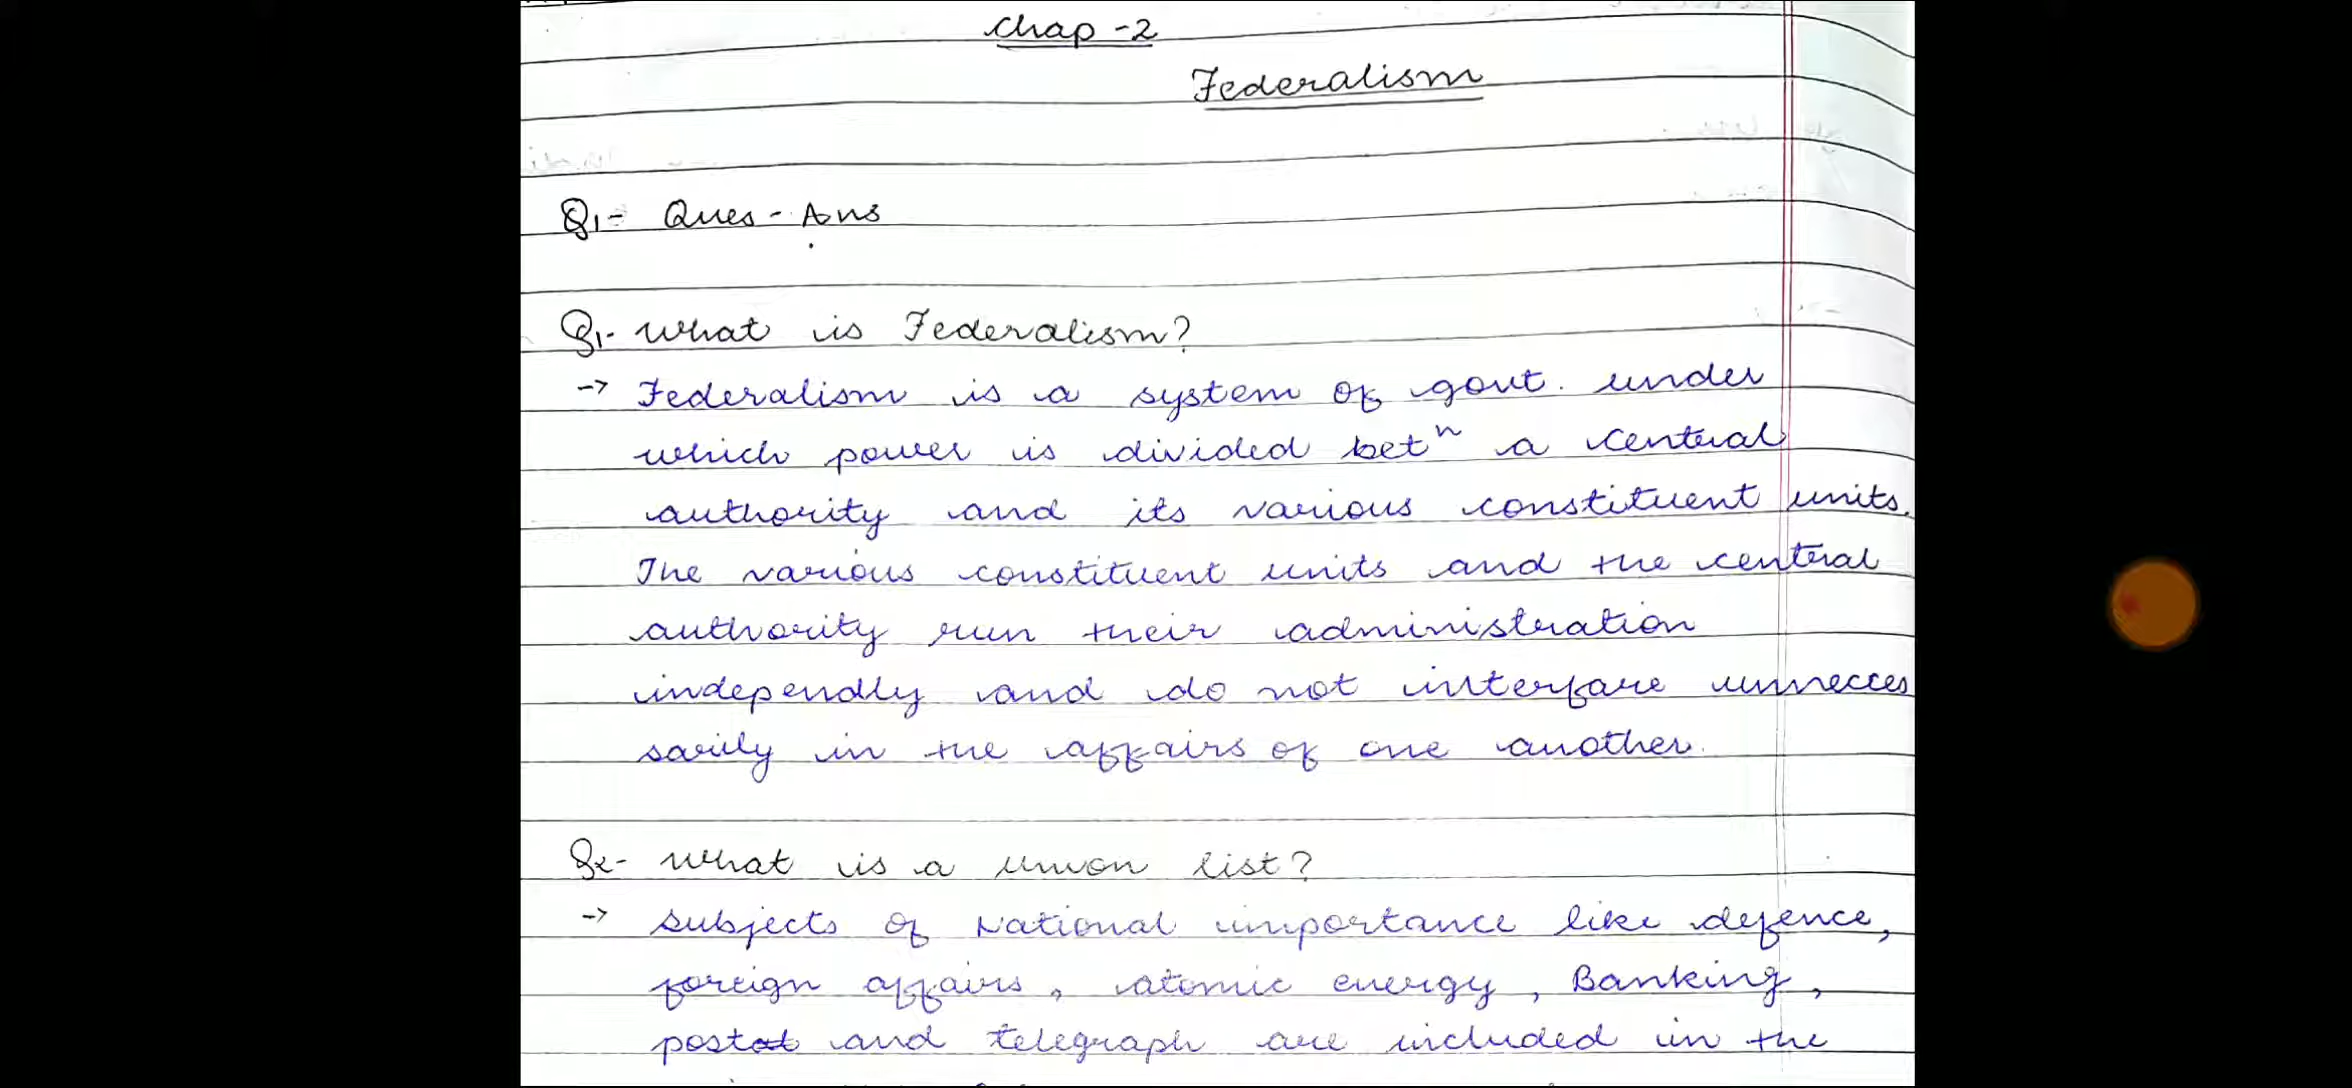 Chap -2
Federalism
Q1- Ques - Ans
Q1- What is Federalism?
→ Federalism is a system of govt. under
which power is divided betⁿ a central
authority and its various constituent units.
The various constituent units and the central
authority run their administration
independly and do not interfare unnecces
sarily in the affairs of one another.
Q2- What is a union list?
→ Subjects of National importance like defence,
foreign affairs, atomic energy, Banking,
post and telegraph are included in the